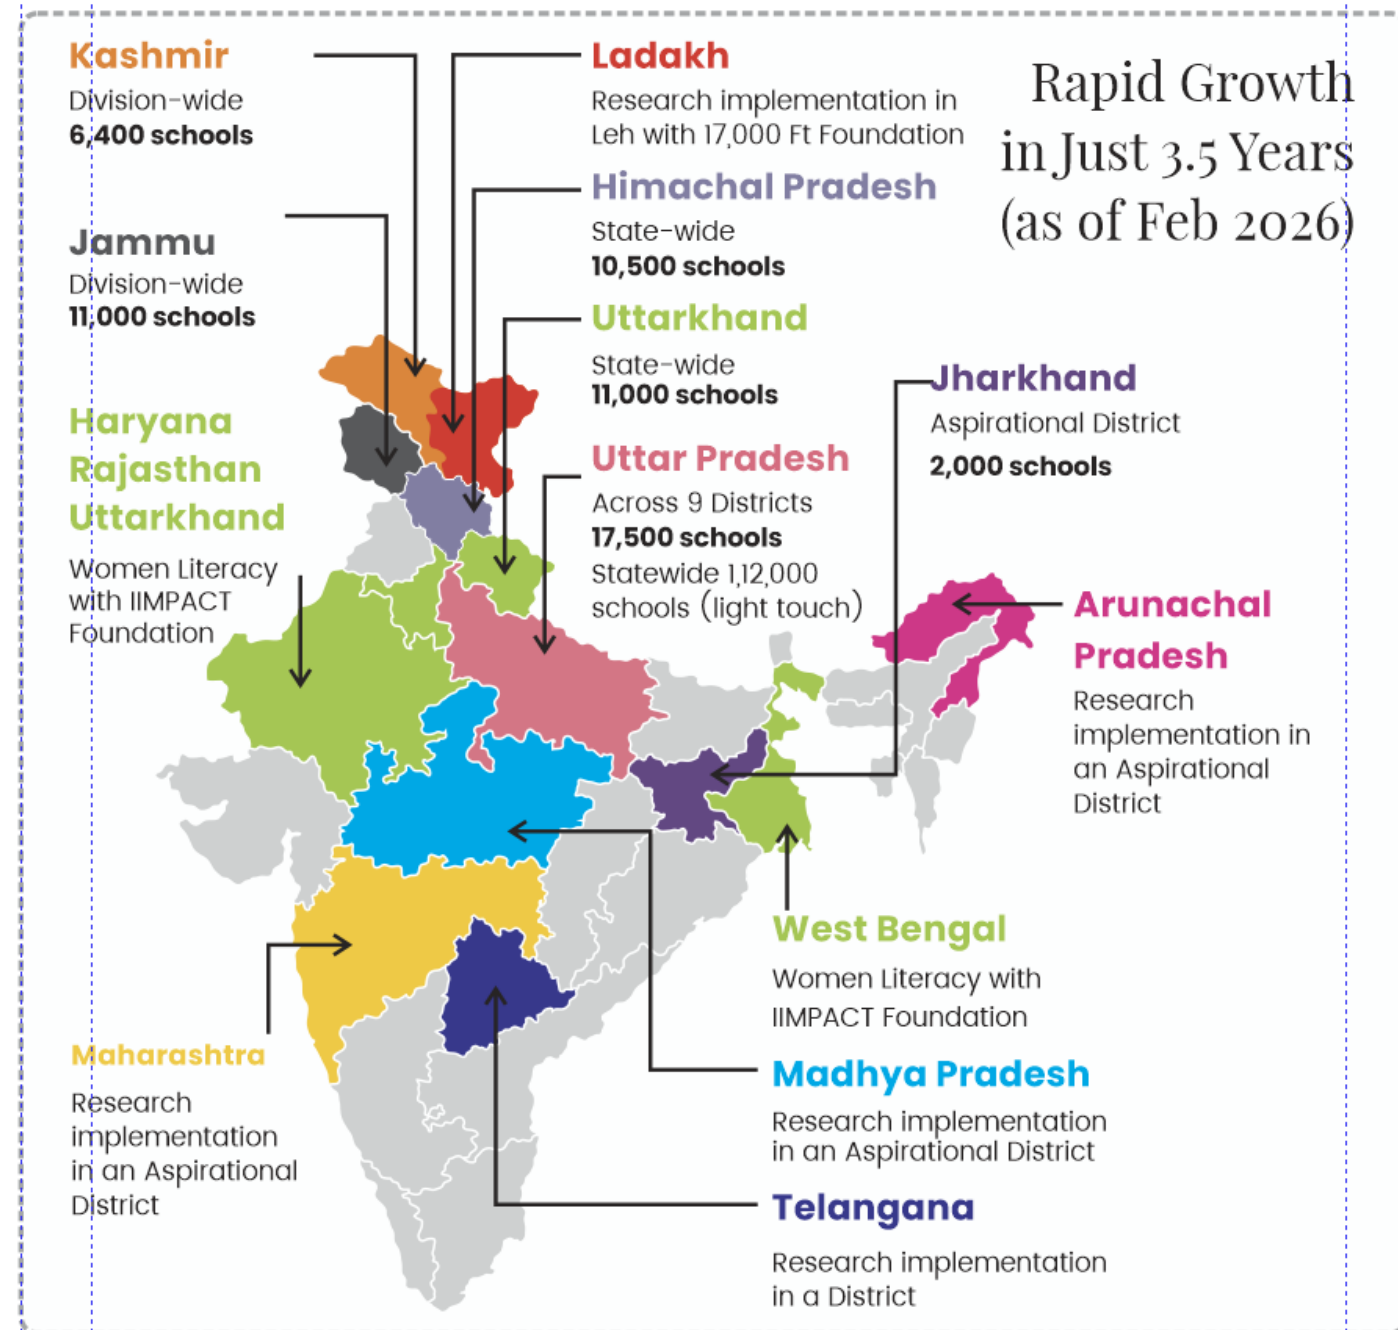 Kashmir
Division-wide
6,400 schools
Jammu
Division-wide
11,000 schools
Haryana
Rajasthan
Uttarkhand
Women Literacy
with IIMPACT
Foundation
Ladakh
Research implementation in
Leh with 17,000 Ft Foundation
Himachal Pradesh
State-wide
10,500 schools
Uttarkhand
State-wide
11,000 schools
Uttar Pradesh
Across 9 Districts
17,500 schools
Statewide 1,12,000
schools (light touch)
Rapid Growth
in Just 3.5 Years
(as of Feb 2026)
Jharkhand
Aspirational District
2,000 schools
Arunachal
Pradesh
Research
implementation in
an Aspirational
District
West Bengal
Women Literacy with
IIMPACT Foundation
Madhya Pradesh
Research implementation
in an Aspirational District
Telangana
Research implementation
in a District
Maharashtra
Research
implementation
in an Aspirational
District